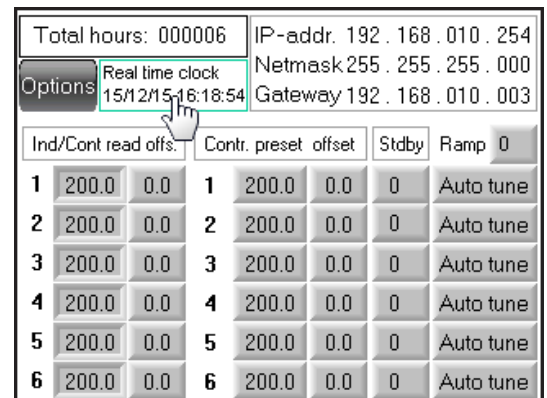 Total hours: 000006
IP-addr. 192 . 168 . 010 . 254
Netmask 255 . 255 . 255 . 000
Gateway 192 . 168 . 010 . 003
Options
Real time clock
15/12/15-16:18:54
Ind/Cont read offs. Contr. preset offset Stdby Ramp 0
1 200.0 0.0 1 200.0 0.0 0 Auto tune
2 200.0 0.0 2 200.0 0.0 0 Auto tune
3 200.0 0.0 3 200.0 0.0 0 Auto tune
4 200.0 0.0 4 200.0 0.0 0 Auto tune
5 200.0 0.0 5 200.0 0.0 0 Auto tune
6 200.0 0.0 6 200.0 0.0 0 Auto tune